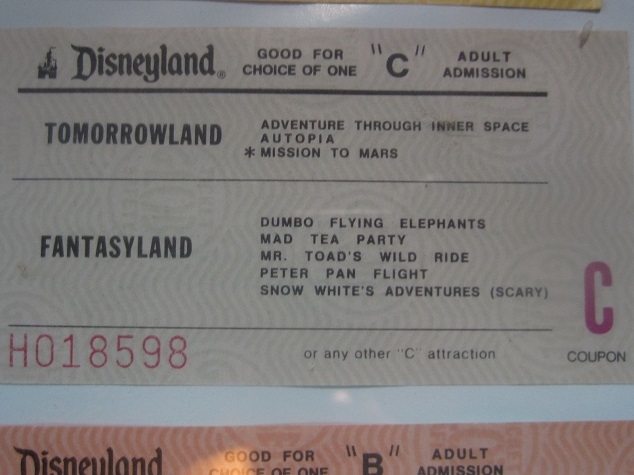 Disneyland® GOOD FOR CHOICE OF ONE "C" ADULT ADMISSION
TOMORROWLAND
ADVENTURE THROUGH INNER SPACE
AUTOPIA
* MISSION TO MARS
FANTASYLAND
DUMBO FLYING ELEPHANTS
MAD TEA PARTY
MR. TOAD'S WILD RIDE
PETER PAN FLIGHT
SNOW WHITE'S ADVENTURES (SCARY)
C
COUPON
H018598
or any other "C" attraction
Disneyland GOOD FOR CHOICE OF ONE "B" ADULT ADMISSION